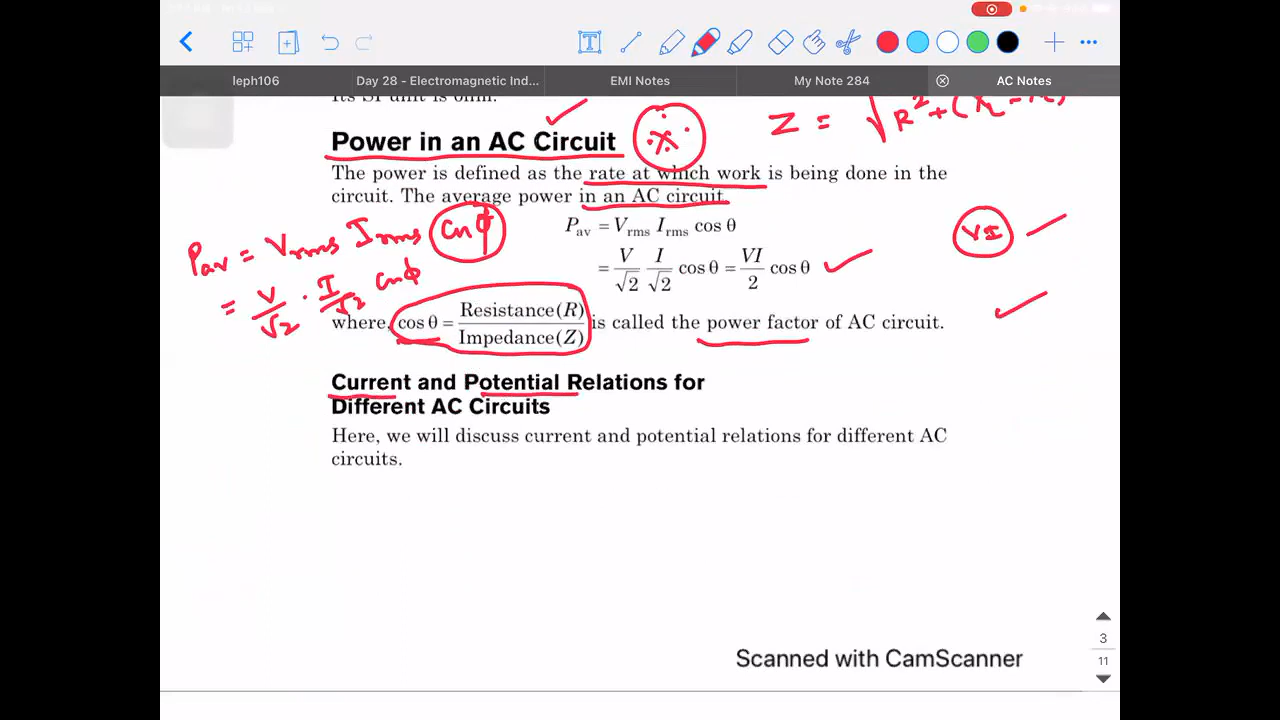 leph106
Day 28 - Electromagnetic Ind...
EMI Notes
My Note 284
AC Notes
Its SI unit is ohm.
Z = √R² + (X
Power in an AC Circuit
The power is defined as the rate at which work is being done in the
circuit. The average power in an AC circuit
P_av = V_rms I_rms cos θ
= V/√2 I/√2 cos θ = VI/2 cos θ
VI
Pav = Vrms Irms cos ϕ
= V/√2 · I/√2 cos ϕ
where, cos θ = Resistance(R)/Impedance(Z) is called the power factor of AC circuit.
Current and Potential Relations for
Different AC Circuits
Here, we will discuss current and potential relations for different AC
circuits.
3
11
Scanned with CamScanner